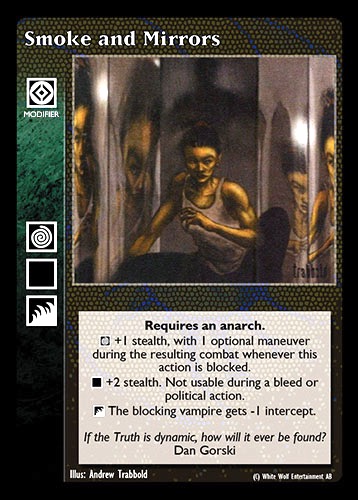 Smoke and Mirrors
MODIFIER
Trabbold
Requires an anarch.
+1 stealth, with 1 optional maneuver
during the resulting combat whenever this
action is blocked.
+2 stealth. Not usable during a bleed or
political action.
The blocking vampire gets -1 intercept.
If the Truth is dynamic, how will it ever be found?
Dan Gorski
Illus: Andrew Trabbold
(C) White Wolf Entertainment AB